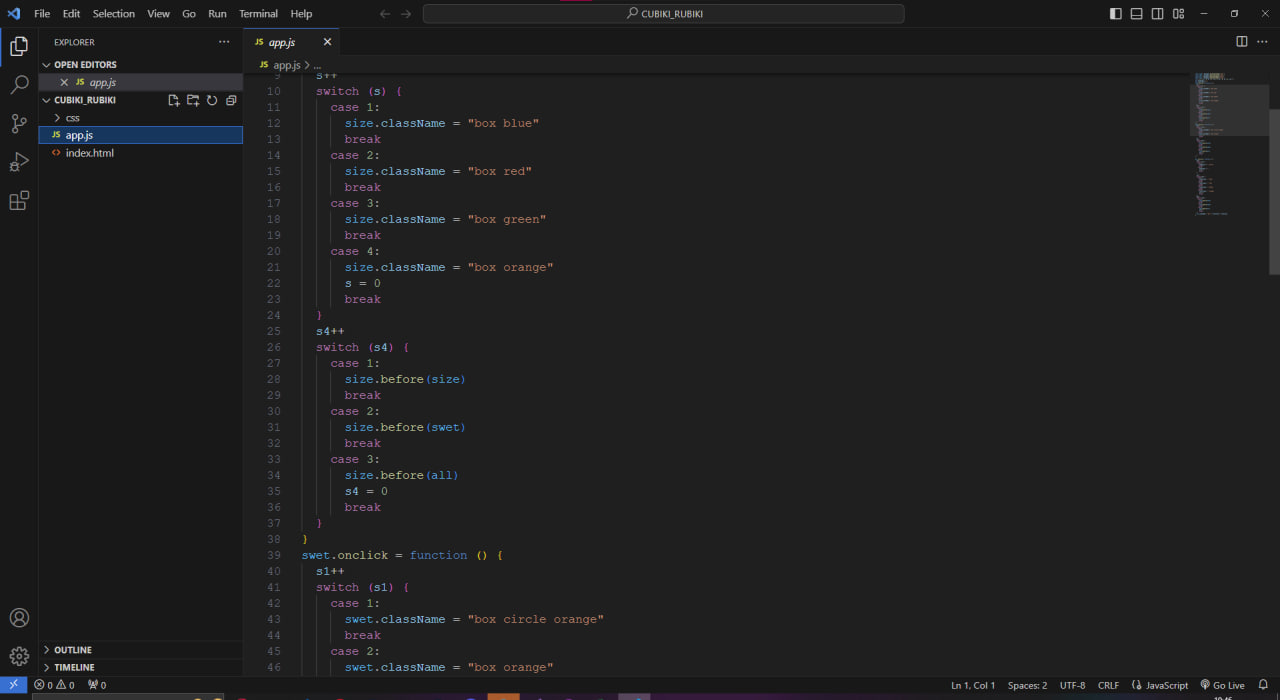 File Edit Selection View Go Run Terminal Help
CUBIKI_RUBIKI
EXPLORER
OPEN EDITORS
JS app.js
CUBIKI_RUBIKI
css
JS app.js
<> index.html
OUTLINE
TIMELINE
JS app.js
JS app.js > ...
9 s++
10 switch (s) {
11 case 1:
12 size.className = "box blue"
13 break
14 case 2:
15 size.className = "box red"
16 break
17 case 3:
18 size.className = "box green"
19 break
20 case 4:
21 size.className = "box orange"
22 s = 0
23 break
24 }
25 s4++
26 switch (s4) {
27 case 1:
28 size.before(size)
29 break
30 case 2:
31 size.before(swet)
32 break
33 case 3:
34 size.before(all)
35 s4 = 0
36 break
37 }
38 }
39 swet.onclick = function () {
40 s1++
41 switch (s1) {
42 case 1:
43 swet.className = "box circle orange"
44 break
45 case 2:
46 swet.className = "box orange"
0 0 0
Ln 1, Col 1 Spaces: 2 UTF-8 CRLF {} JavaScript Go Live